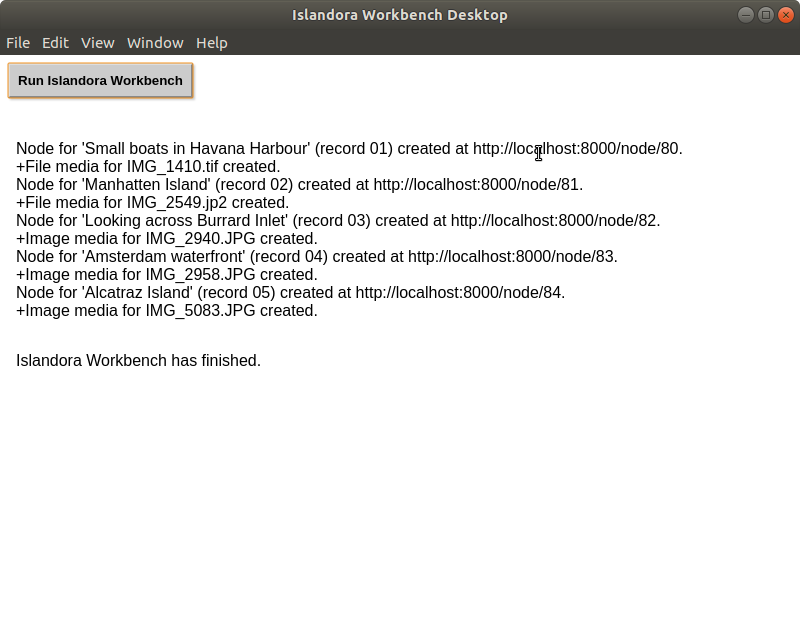 Islandora Workbench Desktop
File Edit View Window Help
Run Islandora Workbench
Node for 'Small boats in Havana Harbour' (record 01) created at http://localhost:8000/node/80.
+File media for IMG_1410.tif created.
Node for 'Manhatten Island' (record 02) created at http://localhost:8000/node/81.
+File media for IMG_2549.jp2 created.
Node for 'Looking across Burrard Inlet' (record 03) created at http://localhost:8000/node/82.
+Image media for IMG_2940.JPG created.
Node for 'Amsterdam waterfront' (record 04) created at http://localhost:8000/node/83.
+Image media for IMG_2958.JPG created.
Node for 'Alcatraz Island' (record 05) created at http://localhost:8000/node/84.
+Image media for IMG_5083.JPG created.
Islandora Workbench has finished.